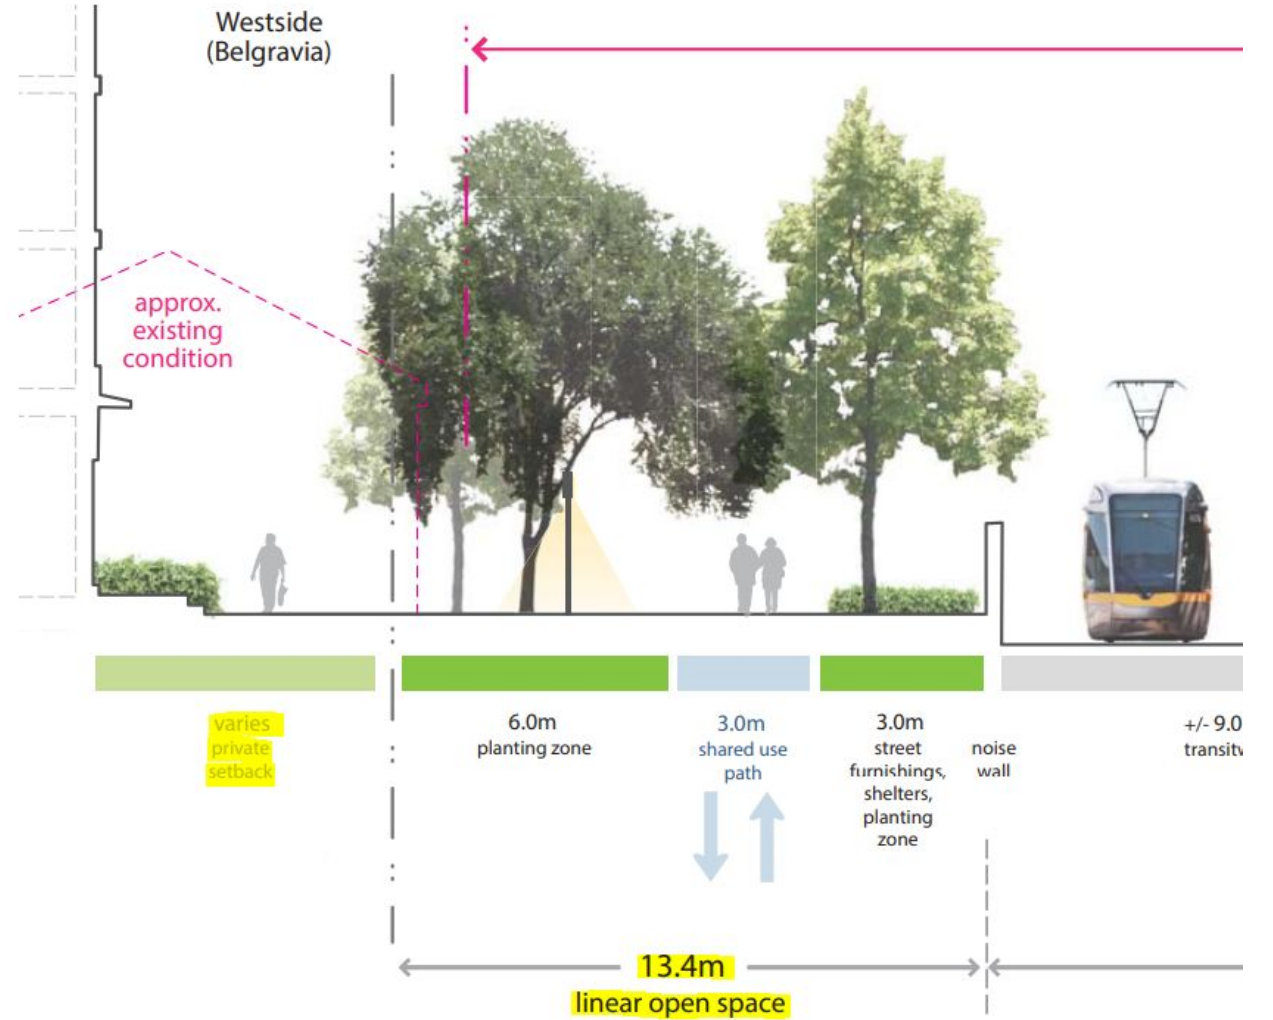 Westside
(Belgravia)
approx.
existing
condition
varies
private
setback
6.0m
planting zone
3.0m
shared use
path
3.0m
street
furnishings,
shelters,
planting
zone
noise
wall
+/- 9.0
13.4m
linear open space